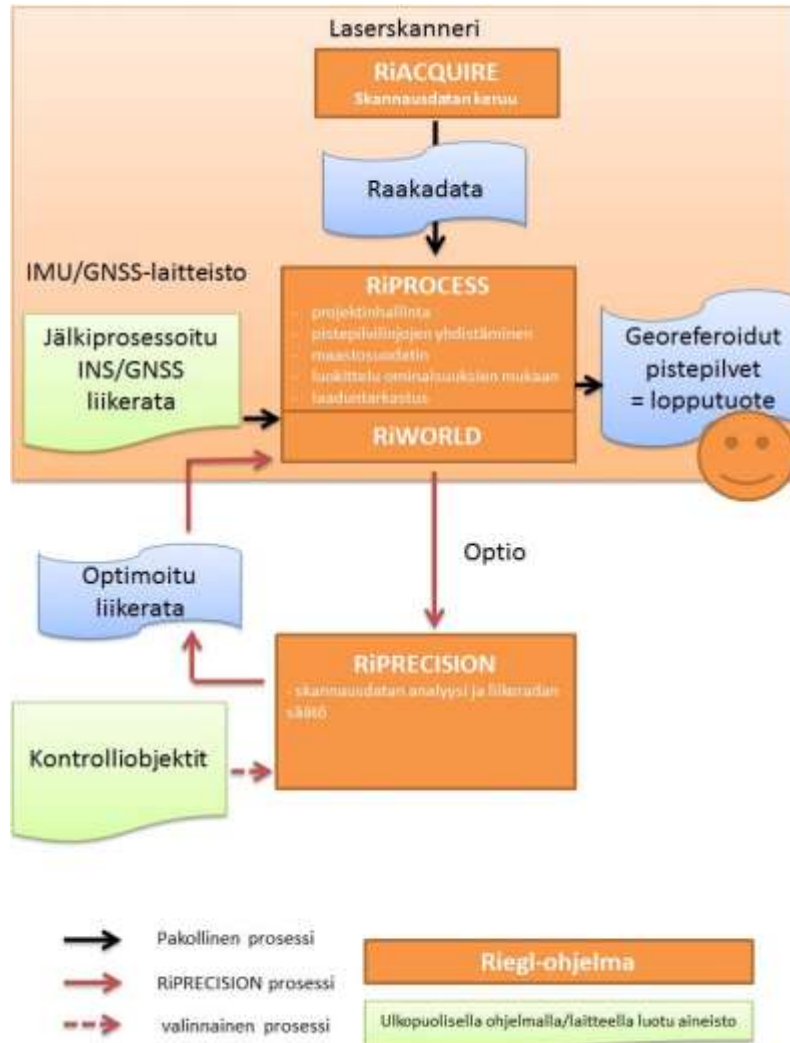 Laserskanneri
RiACQUIRE
Skannausdatan keruu
Raakadata
IMU/GNSS-laitteisto
Jälkiprosessoitu
INS/GNSS
liikerata
RiPROCESS
- projektinhallinta
- pistepilvilinjojen yhdistäminen
- maastosuodatin
- luokittelu ominaisuuksien mukaan
- laaduntarkastus
RiWORLD
Georeferoidut
pistepilvet
= lopputuote
Optio
Optimoitu
liikerata
RiPRECISION
- skannausdatan analyysi ja liikeradan
säätö
Kontrolliobjektit
Pakollinen prosessi
RiPRECISION prosessi
valinnainen prosessi
Riegl-ohjelma
Ulkopuolisella ohjelmalla/laitteella luotu aineisto